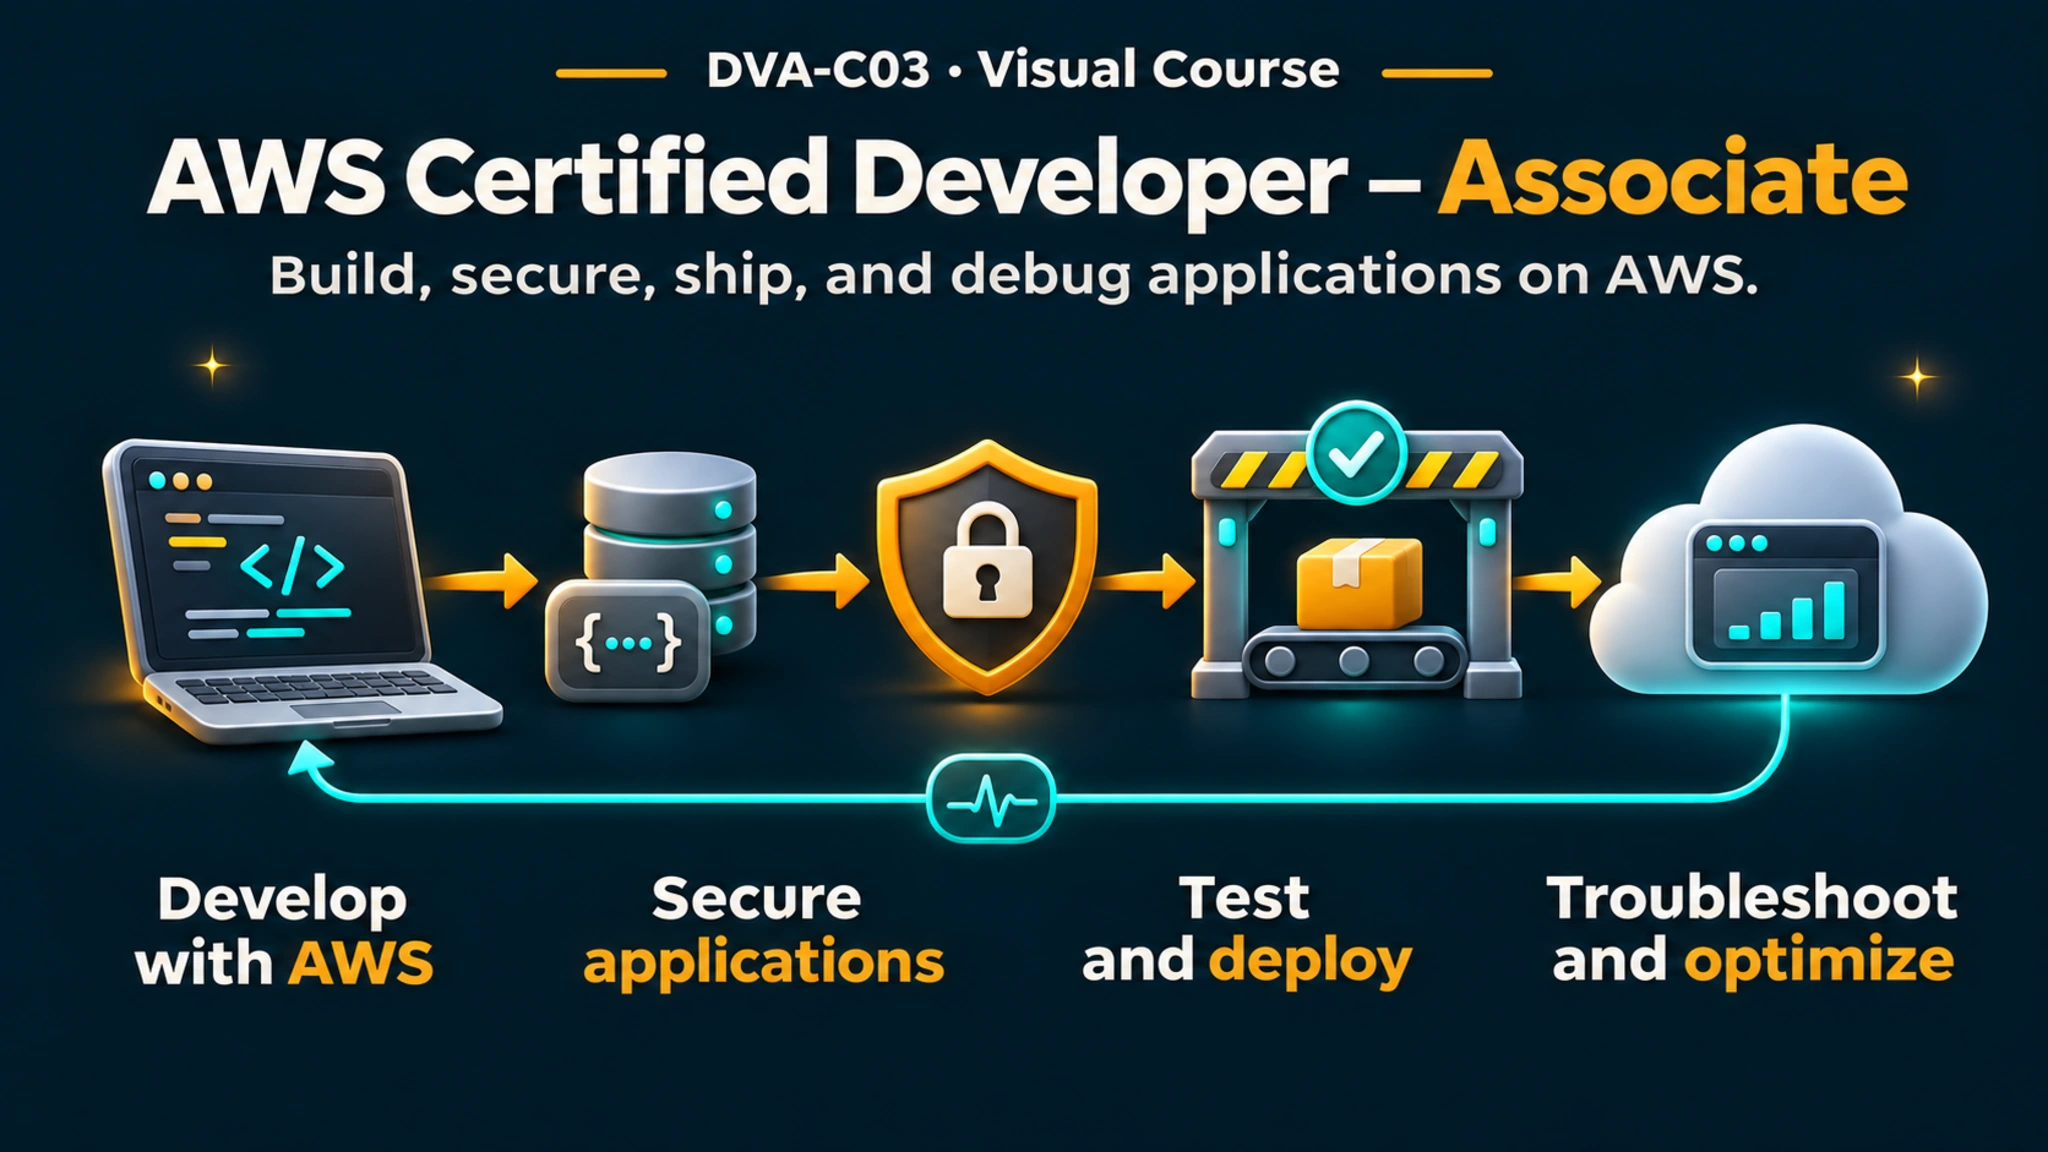 DVA-C03 • Visual Course
AWS Certified Developer – Associate
Build, secure, ship, and debug applications on AWS.
</>
{•••}
Develop
with AWS
Secure
applications
Test
and deploy
Troubleshoot
and optimize